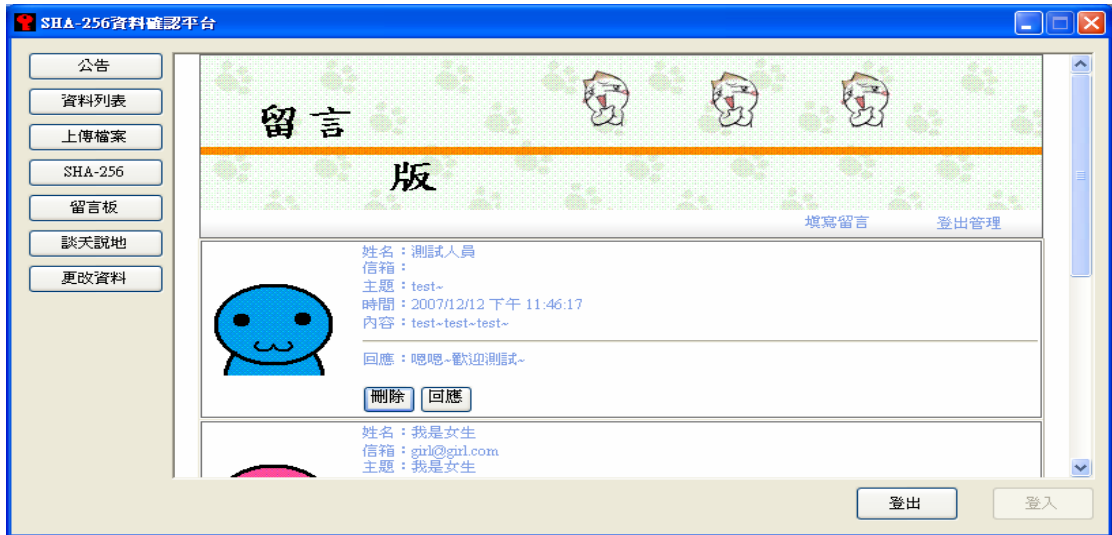 SHA-256資料確認平台
公告
資料列表
上傳檔案
SHA-256
留言板
談天說地
更改資料
留言
版
填寫留言 登出管理
姓名：測試人員
信箱：
主題：test~
時間：2007/12/12 下午 11:46:17
內容：test~test~test~
回應：嗯嗯~歡迎測試~
刪除 回應
姓名：我是女生
信箱：girl@girl.com
主題：我是女生
登出 登入